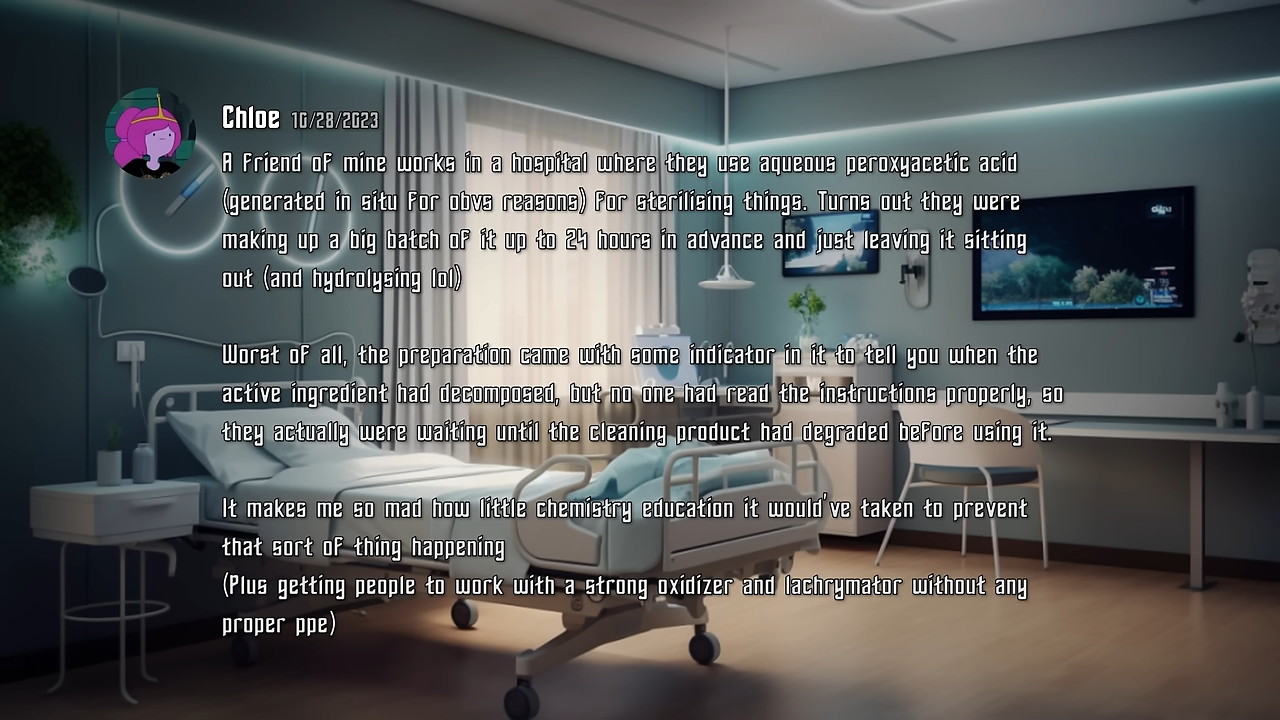 Chloe 10/28/2023
A friend of mine works in a hospital where they use aqueous peroxyacetic acid
(generated in situ for obvs reasons) for sterilising things. Turns out they were
making up a big batch of it up to 24 hours in advance and just leaving it sitting
out (and hydrolysing lol)
Worst of all, the preparation came with some indicator in it to tell you when the
active ingredient had decomposed, but no one had read the instructions properly, so
they actually were waiting until the cleaning product had degraded before using it.
It makes me so mad how little chemistry education it would've taken to prevent
that sort of thing happening
(Plus getting people to work with a strong oxidizer and lachrymator without any
proper ppe)